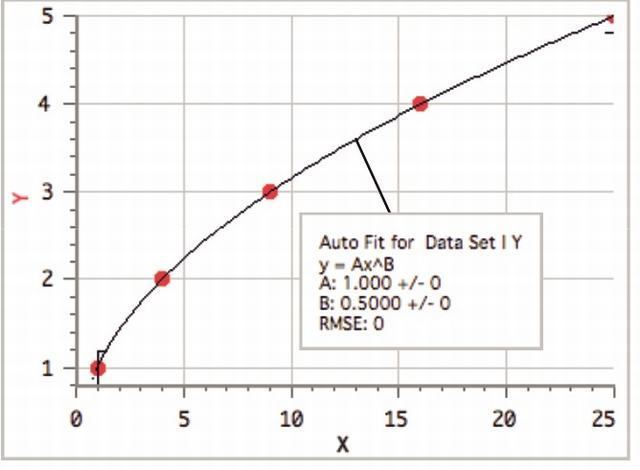 5
4
3
2
1
Y
0 5 10 15 20 25
X
Auto Fit for Data Set I Y
y = Ax^B
A: 1.000 +/- 0
B: 0.5000 +/- 0
RMSE: 0